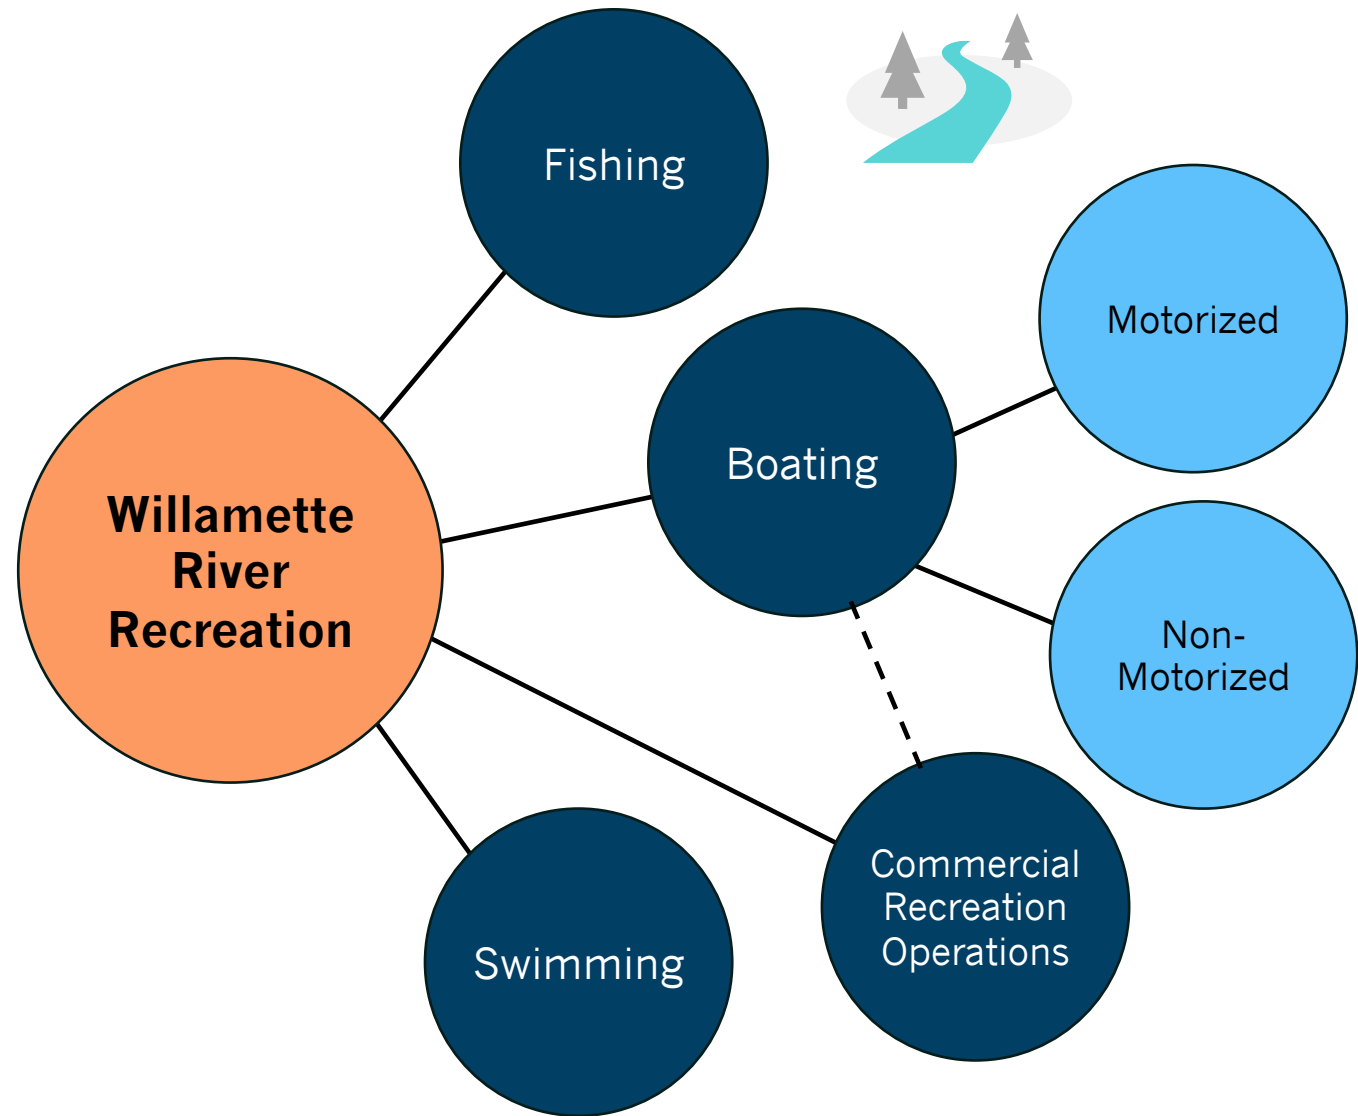 Fishing
Motorized
Boating
Willamette
River
Recreation
Non-
Motorized
Commercial
Recreation
Operations
Swimming